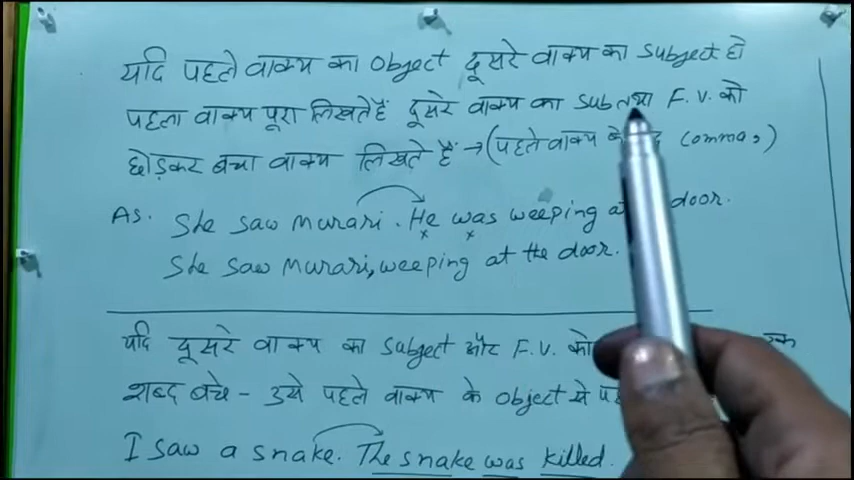 यदि पहले वाक्य का object दूसरे वाक्य का subject हो
पहला वाक्य पूरा लिखते हैं दूसरे वाक्य का sub तथा F.V. को
छोड़कर बचा वाक्य लिखते हैं → (पहले वाक्य के comma,)
As. She saw murari. He was weeping at door.
x x
She saw murari, weeping at the door.
यदि दूसरे वाक्य का subject और F.V. को
शब्द बचे - उसे पहले वाक्य के object से
I saw a snake. The snake was killed.